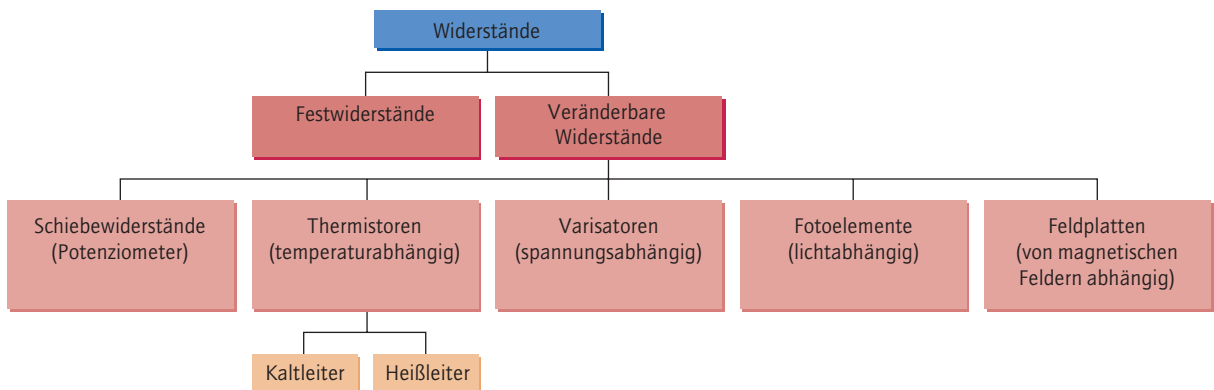 Widerstände
Festwiderstände
Veränderbare
Widerstände
Schiebewiderstände
(Potenziometer)
Thermistoren
(temperaturabhängig)
Varisatoren
(spannungsabhängig)
Fotoelemente
(lichtabhängig)
Feldplatten
(von magnetischen
Feldern abhängig)
Kaltleiter
Heißleiter